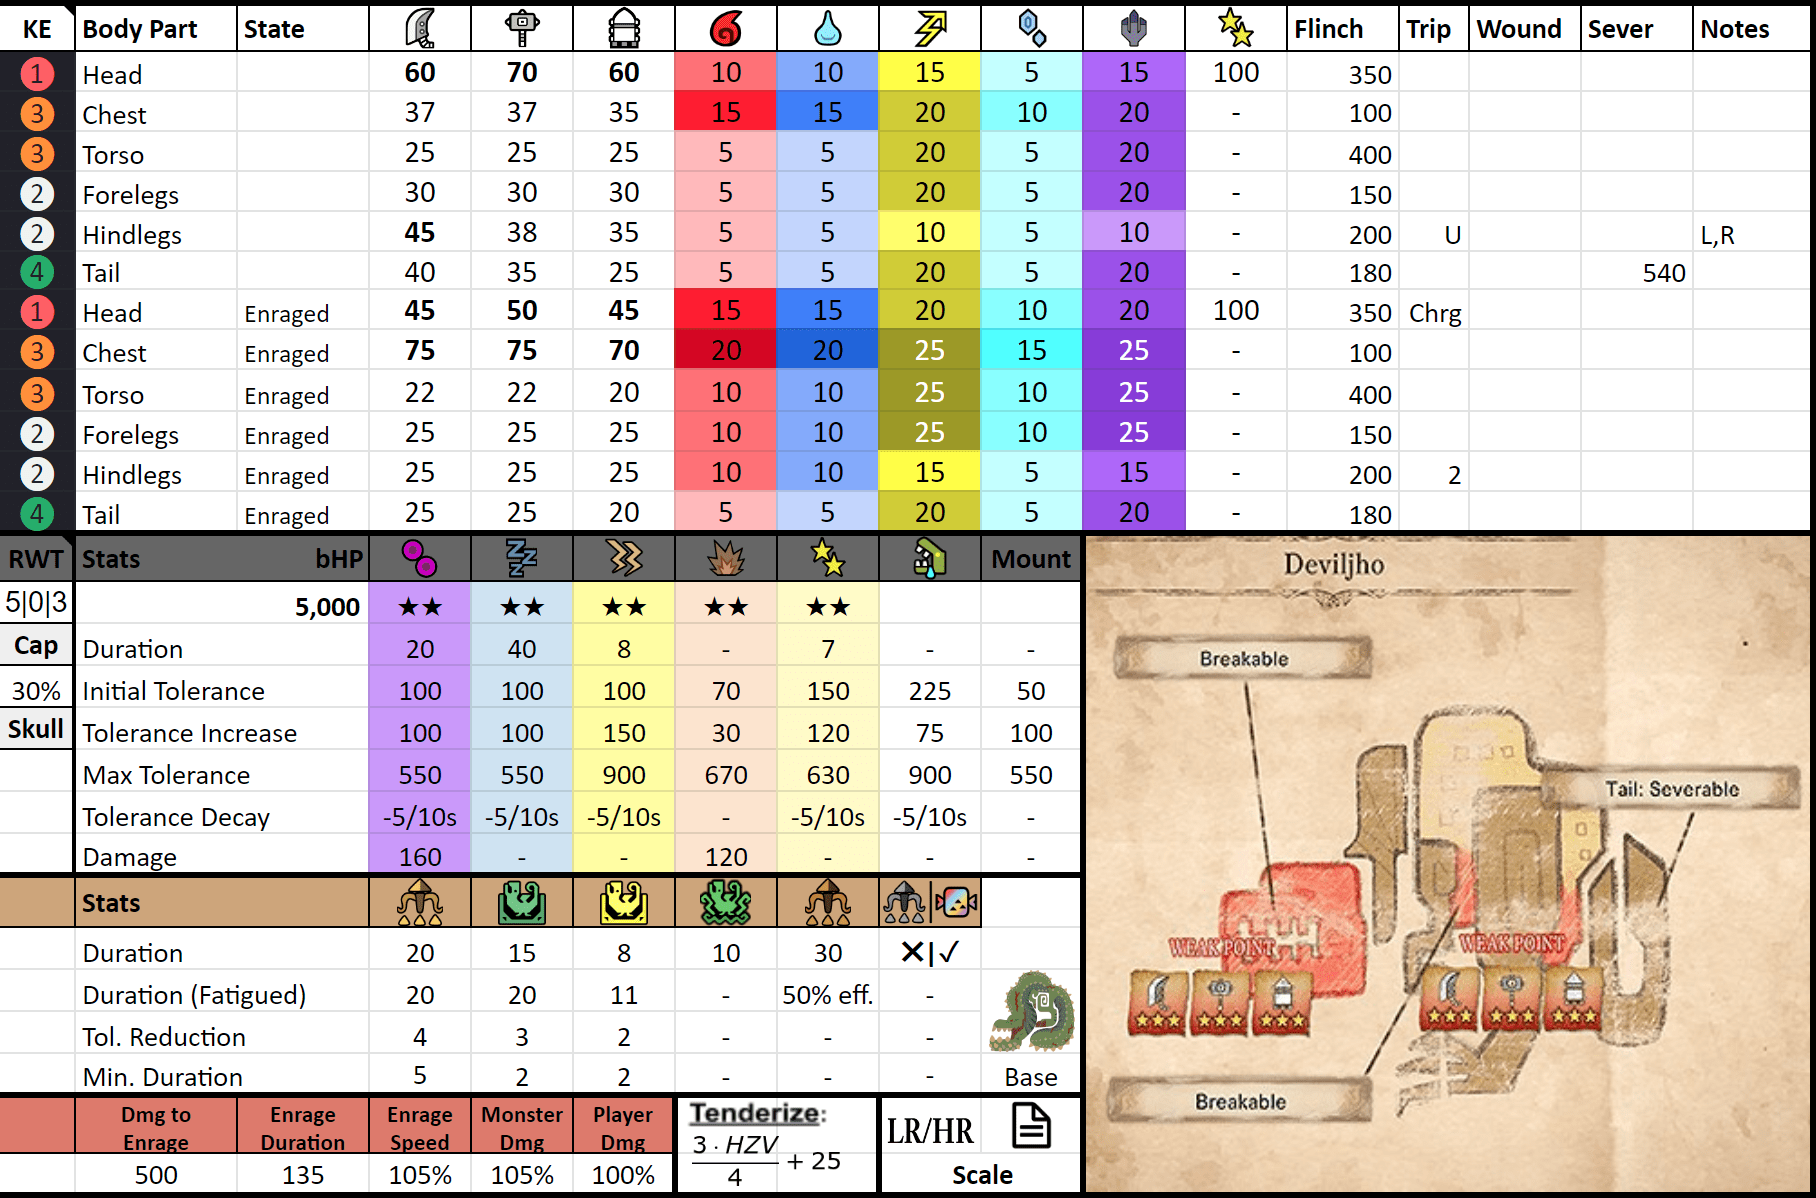 KE Body Part State Flinch Trip Wound Sever Notes
1 Head 60 70 60 10 10 15 5 15 100 350
3 Chest 37 37 35 15 15 20 10 20 - 100
3 Torso 25 25 25 5 5 20 5 20 - 400
2 Forelegs 30 30 30 5 5 20 5 20 - 150
2 Hindlegs 45 38 35 5 5 10 5 10 - 200 U L,R
4 Tail 40 35 25 5 5 20 5 20 - 180 540
1 Head Enraged 45 50 45 15 15 20 10 20 100 350 Chrg
3 Chest Enraged 75 75 70 20 20 25 15 25 - 100
3 Torso Enraged 22 22 20 10 10 25 10 25 - 400
2 Forelegs Enraged 25 25 25 10 10 25 10 25 - 150
2 Hindlegs Enraged 25 25 25 10 10 15 5 15 - 200 2
4 Tail Enraged 25 25 20 5 5 20 5 20 - 180
RWT Stats bHP Mount
5|0|3 5,000 ★★ ★★ ★★ ★★ ★★
Cap Duration 20 40 8 - 7 - -
30% Initial Tolerance 100 100 100 70 150 225 50
Skull Tolerance Increase 100 100 150 30 120 75 100
Max Tolerance 550 550 900 670 630 900 550
Tolerance Decay -5/10s -5/10s -5/10s - -5/10s -5/10s -
Damage 160 - - 120 - - -
Stats
Duration 20 15 8 10 30 ✕|✓
Duration (Fatigued) 20 20 11 - 50% eff. -
Tol. Reduction 4 3 2 - - -
Min. Duration 5 2 2 - - - Base
Dmg to Enrage Enrage Duration Enrage Speed Monster Dmg Player Dmg
500 135 105% 105% 100%
Tenderize:
3 · HZV
4
+ 25
LR/HR
Scale
Deviljho
Breakable
Tail: Severable
WEAK POINT
WEAK POINT
Breakable